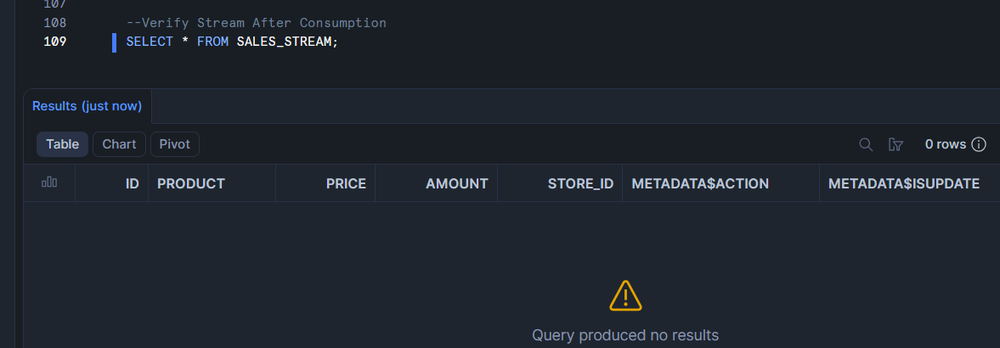 107
108 --Verify Stream After Consumption
109 SELECT * FROM SALES_STREAM;
Results (just now)
Table Chart Pivot 0 rows
ID PRODUCT PRICE AMOUNT STORE_ID METADATA$ACTION METADATA$ISUPDATE
Query produced no results